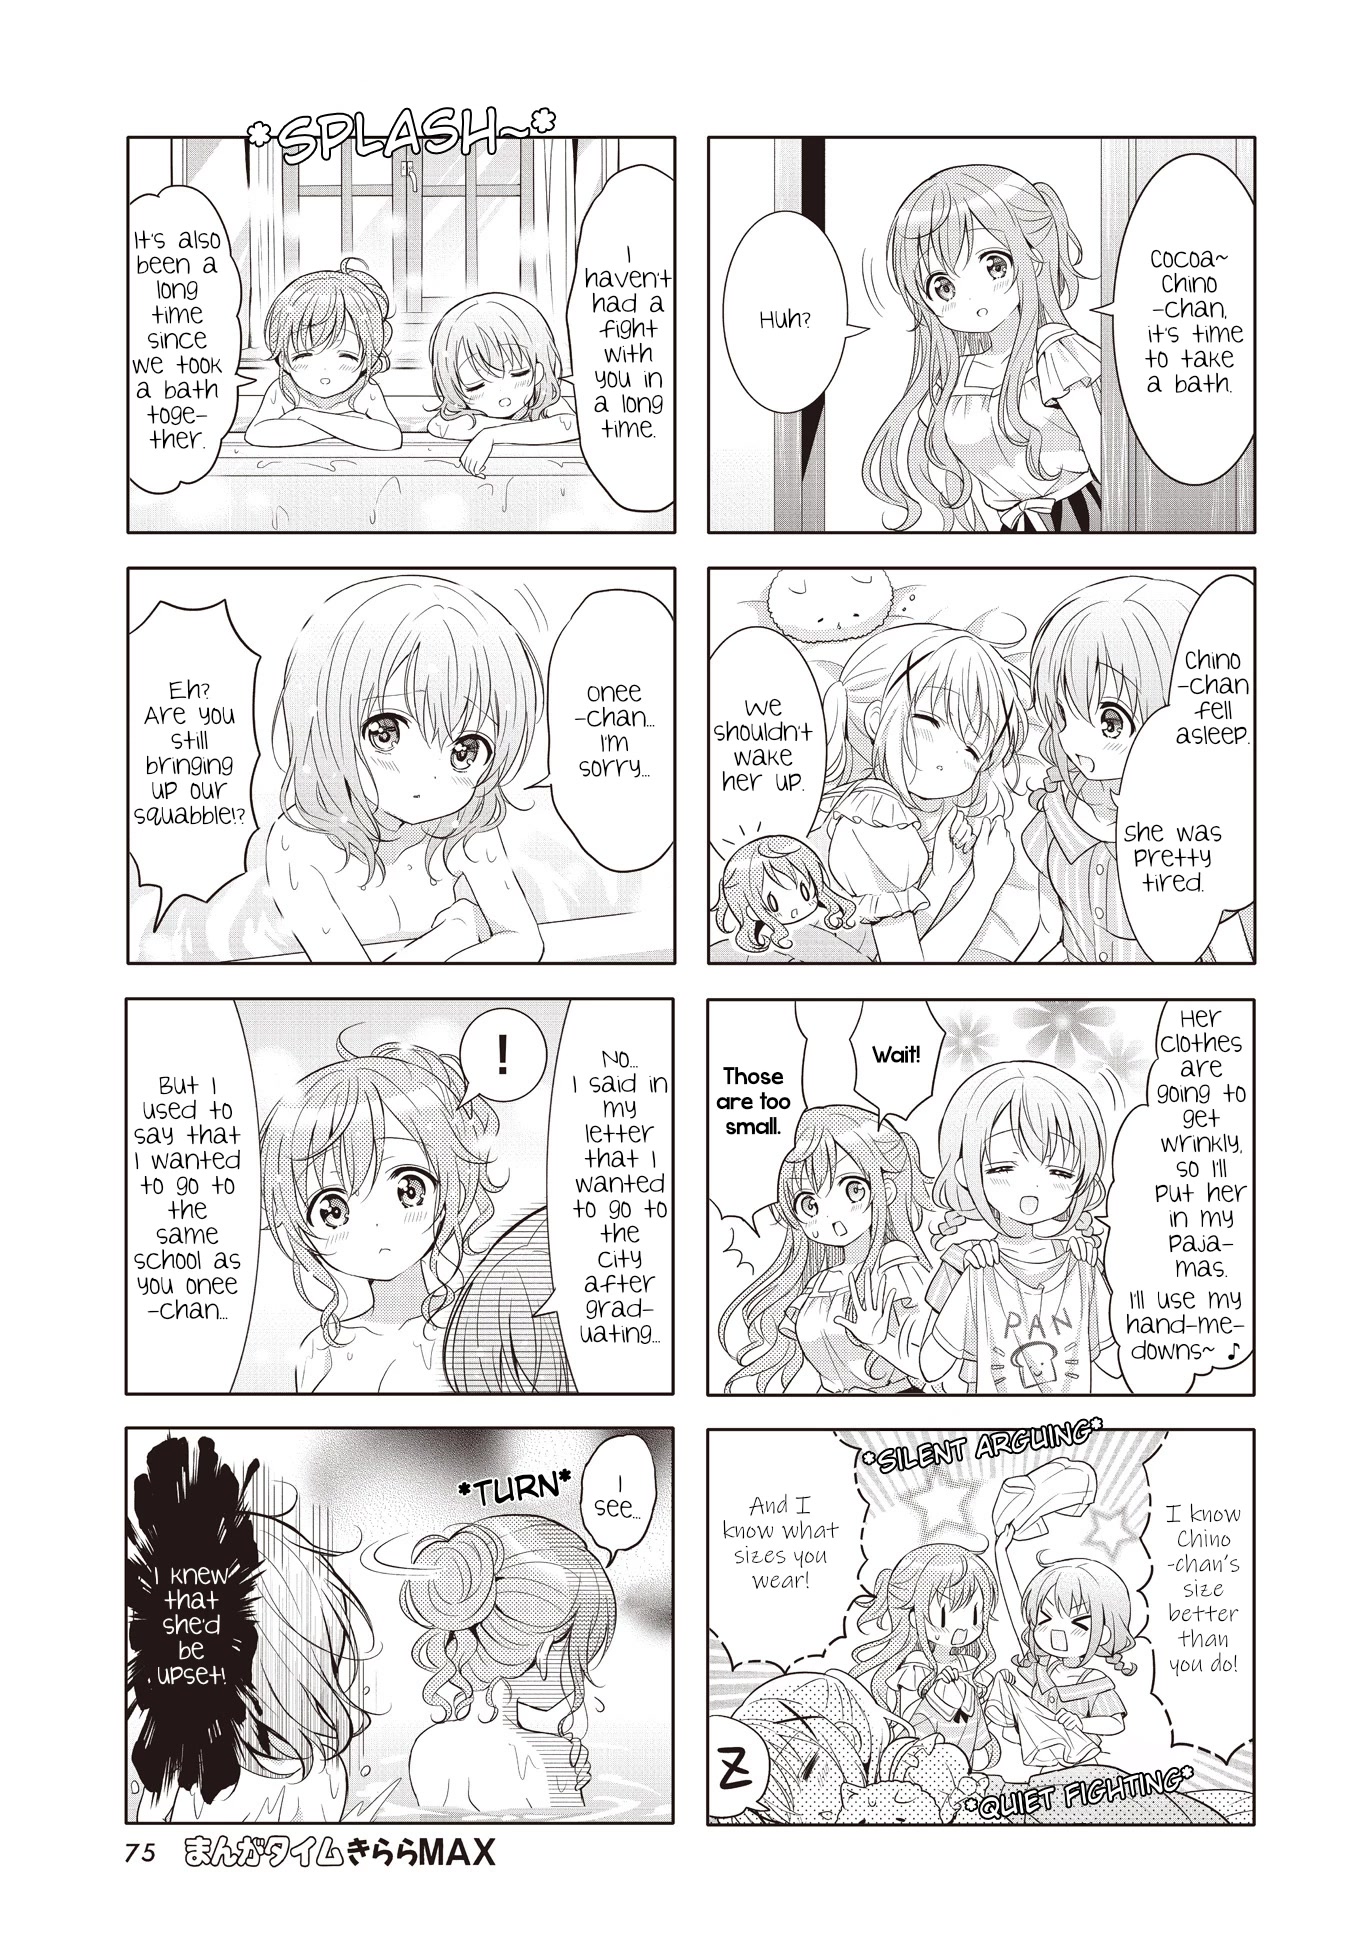 Cocoa~
Chino
-chan,
it's time
to take
a bath.
Huh?
Chino
-chan
fell
asleep.
She was
pretty
tired.
We
shouldn't
wake
her up.
Her
clothes
are
going to
get
wrinkly,
so I'll
put her
in my
paja-
mas.
I'll use my
hand-me-
downs~ ♪
Wait!
Those
are too
small.
PAN
*SILENT ARGUING*
I know
Chino
-chan's
size
better
than
you do!
And I
know what
sizes you
wear!
Z
*QUIET FIGHTING*
*SPLASH~*
I
haven't
had a
fight
with
you in
a long
time.
It's also
been a
long
time
since
we took
a bath
toge-
ther.
Onee
-chan...
I'm
sorry...
Eh?
Are you
still
bringing
up our
squabble!?
No...
I said in
my
letter
that I
wanted
to go to
the
city
after
grad-
uating...
!
But I
used to
say that
I wanted
to go to
the
same
school as
you onee
-chan...
I
see...
*TURN*
I knew
that
she'd
be
upset!
75 まんがタイムきららMAX